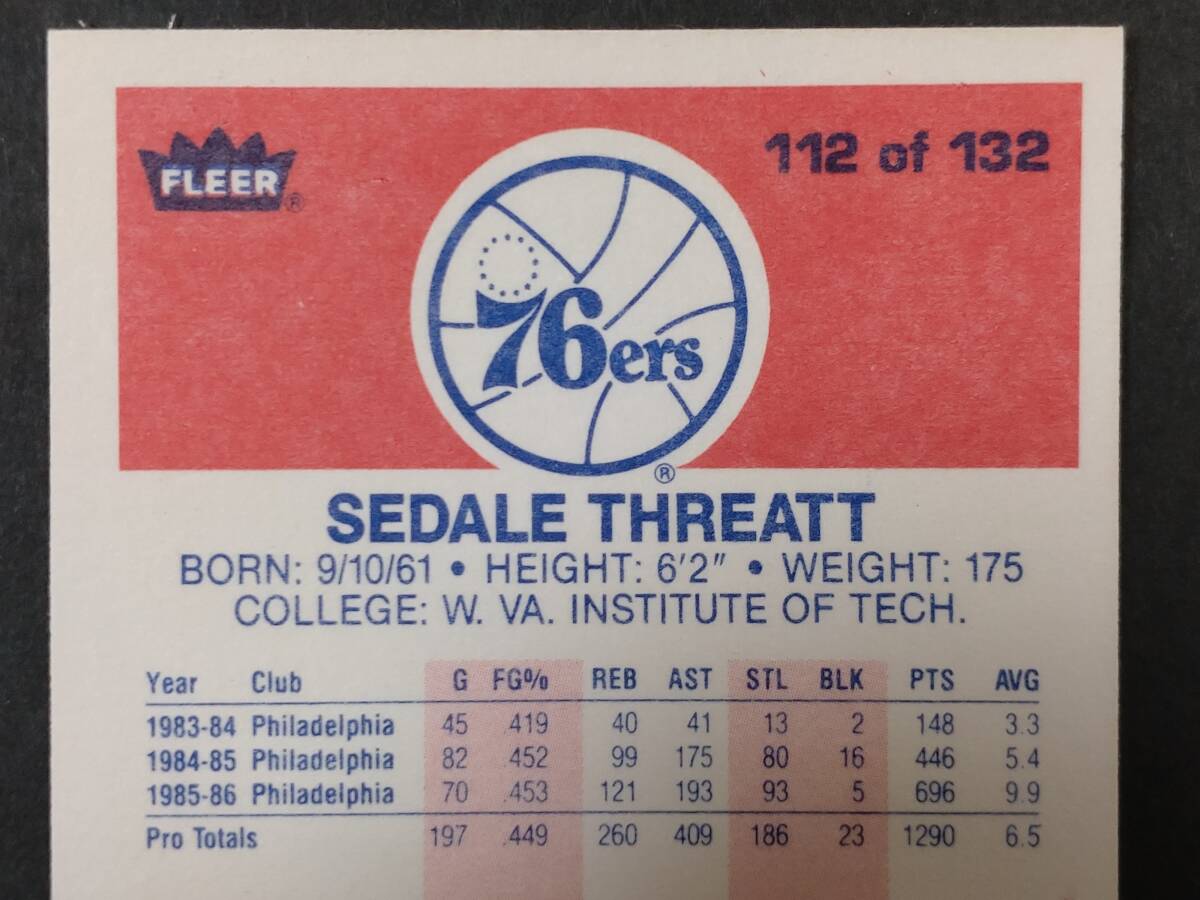 FLEER®
112 of 132
76ers
®
SEDALE THREATT
BORN: 9/10/61 • HEIGHT: 6'2" • WEIGHT: 175
COLLEGE: W. VA. INSTITUTE OF TECH.
Year Club G FG% REB AST STL BLK PTS AVG
1983-84 Philadelphia 45 .419 40 41 13 2 148 3.3
1984-85 Philadelphia 82 .452 99 175 80 16 446 5.4
1985-86 Philadelphia 70 .453 121 193 93 5 696 9.9
Pro Totals 197 .449 260 409 186 23 1290 6.5